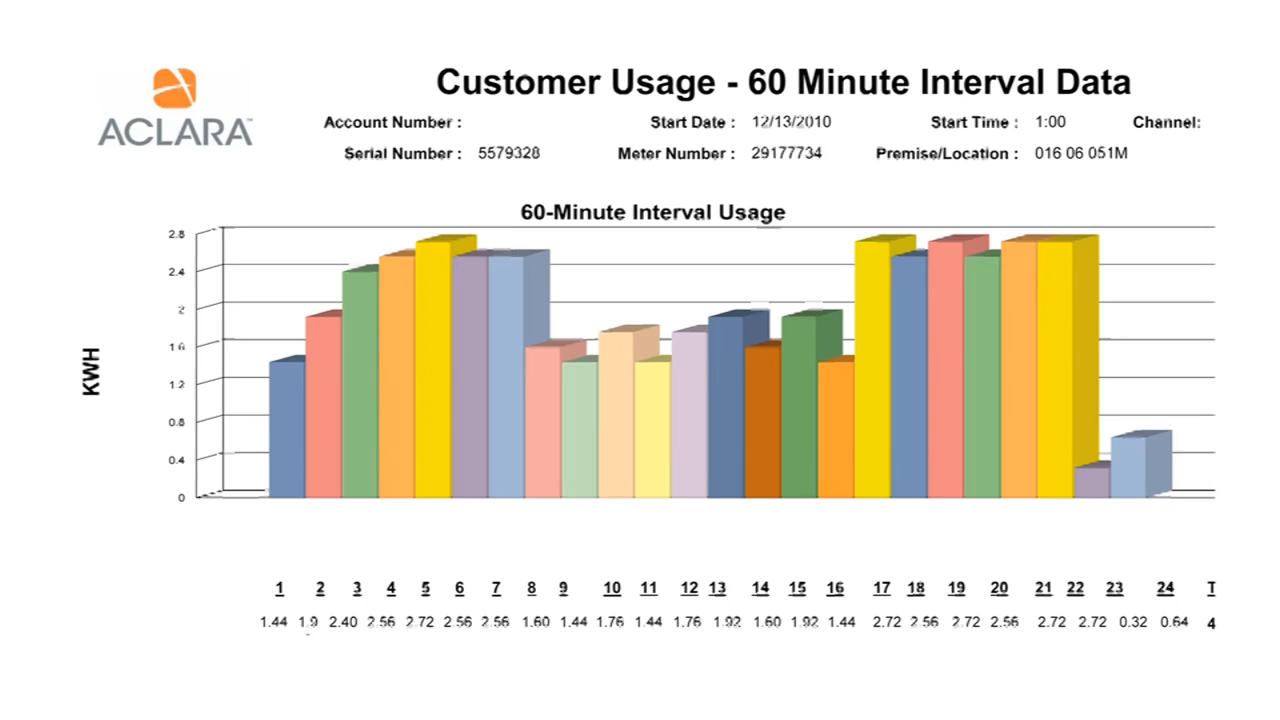 Customer Usage - 60 Minute Interval Data
ACLARA™
Account Number : Start Date : 12/13/2010 Start Time : 1:00 Channel:
Serial Number : 5579328 Meter Number : 29177734 Premise/Location : 016 06 051M
60-Minute Interval Usage
2.8
2.4
2
1.6
1.2
0.8
0.4
0
KWH
1 2 3 4 5 6 7 8 9 10 11 12 13 14 15 16 17 18 19 20 21 22 23 24 T
1.44 1.9 2.40 2.56 2.72 2.56 2.56 1.60 1.44 1.76 1.44 1.76 1.92 1.60 1.92 1.44 2.72 2.56 2.72 2.56 2.72 2.72 0.32 0.64 4